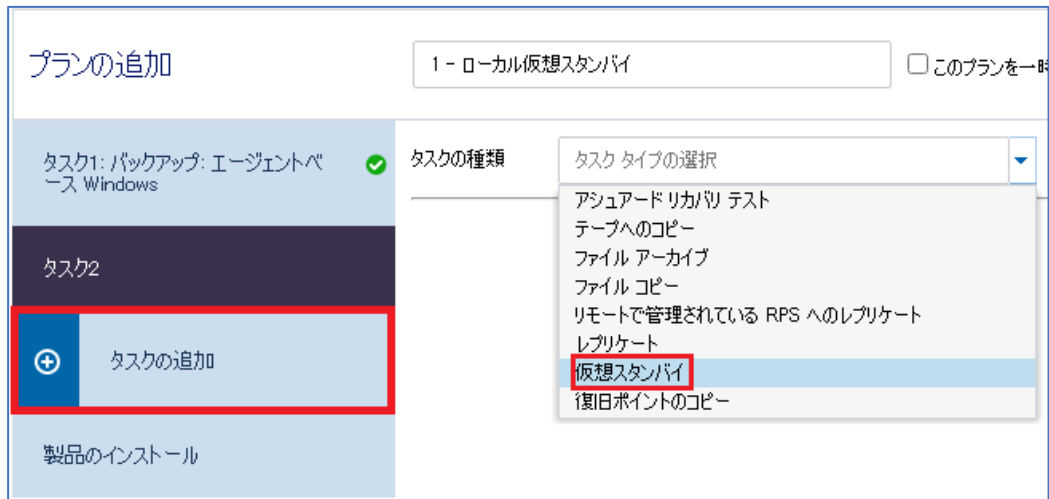 プランの追加
1 - ローカル仮想スタンバイ
このプランを一時
タスク1: バックアップ: エージェントベ
ース Windows
タスクの種類
タスク タイプの選択
アシュアード リカバリ テスト
テープへのコピー
ファイル アーカイブ
ファイル コピー
リモートで管理されている RPS へのレプリケート
レプリケート
仮想スタンバイ
復旧ポイントのコピー
タスク2
タスクの追加
製品のインストール